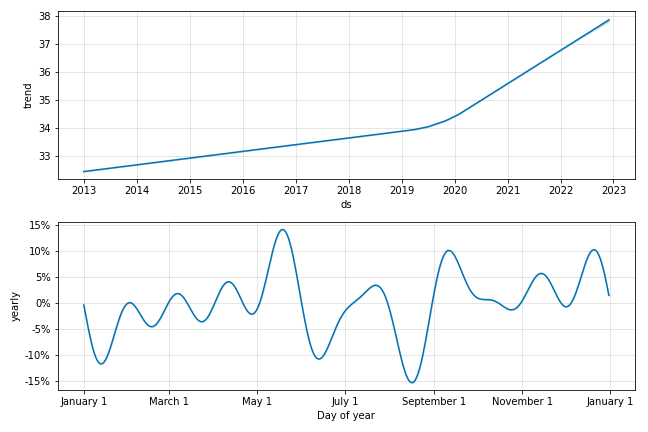 38
37
36
35
34
33
trend
2013 2014 2015 2016 2017 2018 2019 2020 2021 2022 2023
ds
15%
10%
5%
0%
-5%
-10%
-15%
yearly
January 1 March 1 May 1 July 1 September 1 November 1 January 1
Day of year